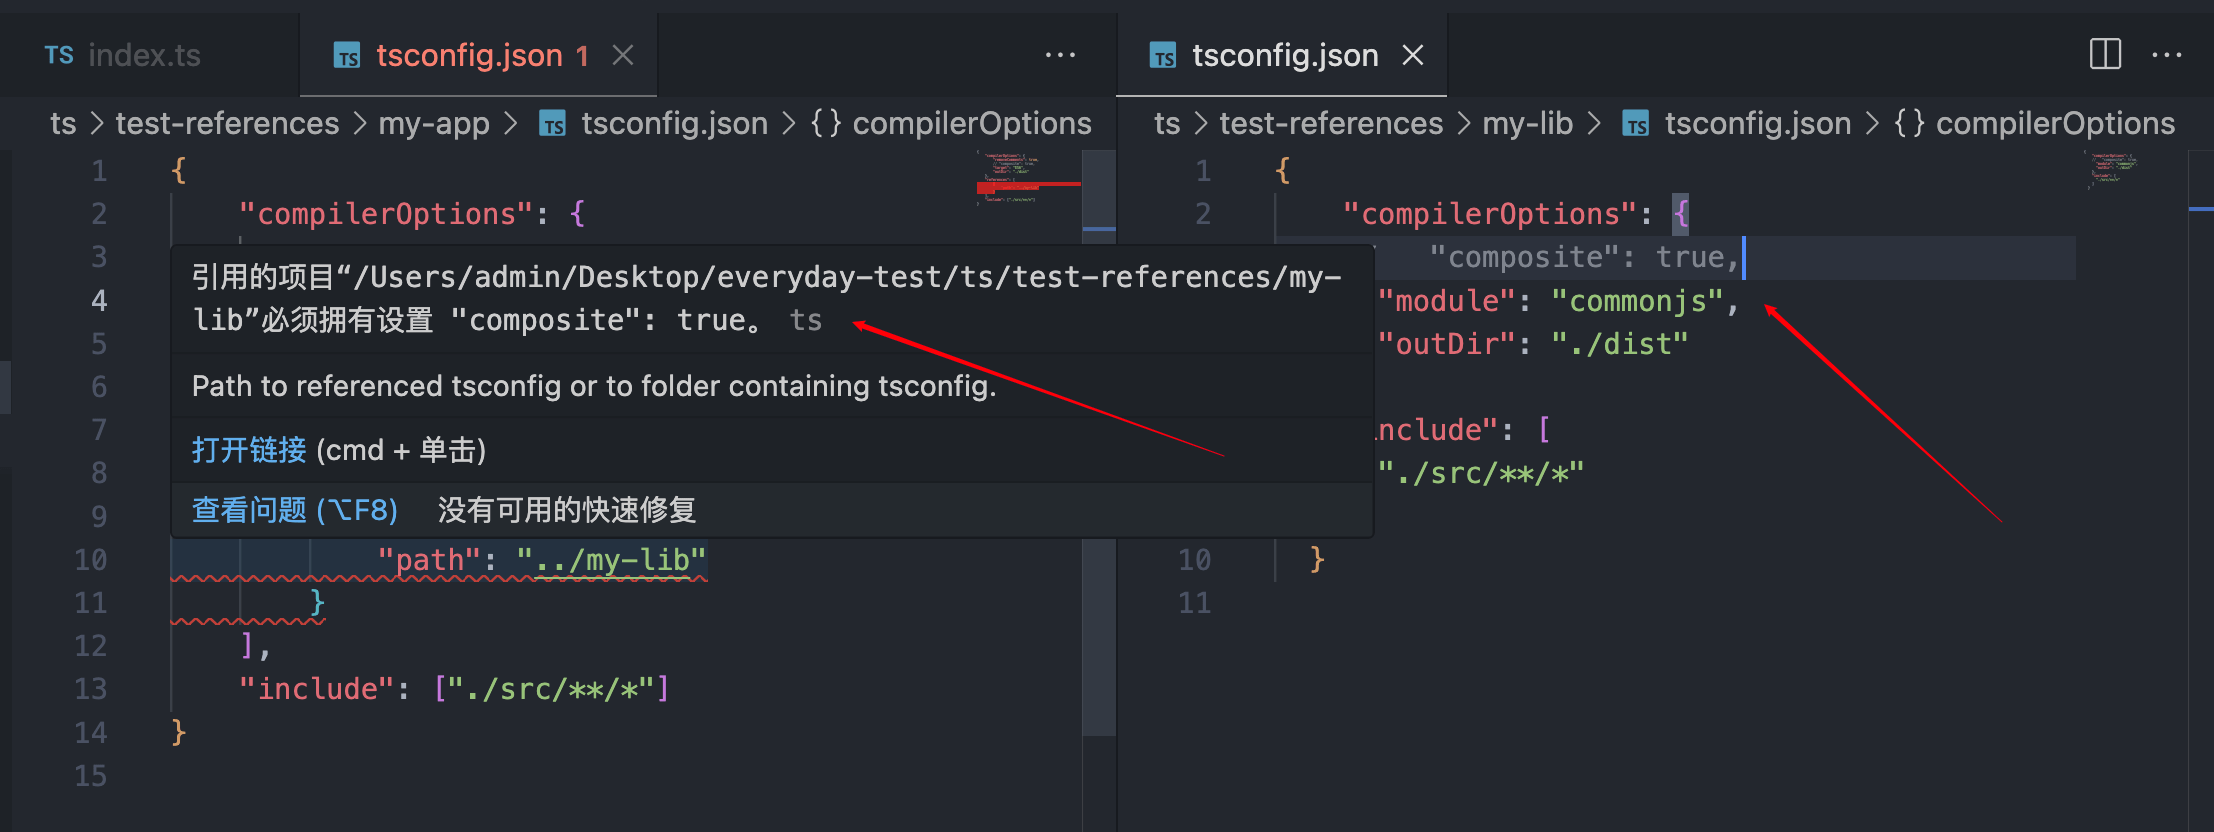 TS index.ts
TS tsconfig.json 1
TS tsconfig.json
ts > test-references > my-app > TS tsconfig.json > {} compilerOptions
ts > test-references > my-lib > TS tsconfig.json > {} compilerOptions
1 {
2 "compilerOptions": {
3
4
5
6
7
8
9
引用的项目“/Users/admin/Desktop/everyday-test/ts/test-references/my-
lib”必须拥有设置 "composite": true。 ts
Path to referenced tsconfig or to folder containing tsconfig.
打开链接 (cmd + 单击)
查看问题 (⌥F8) 没有可用的快速修复
10 "path": "../my-lib"
11 }
12 ],
13 "include": ["./src/**/*"]
14 }
15
1 {
2 "compilerOptions": {
"composite": true,
"module": "commonjs",
"outDir": "./dist"
nclude": [
"./src/**/*"
10 }
11